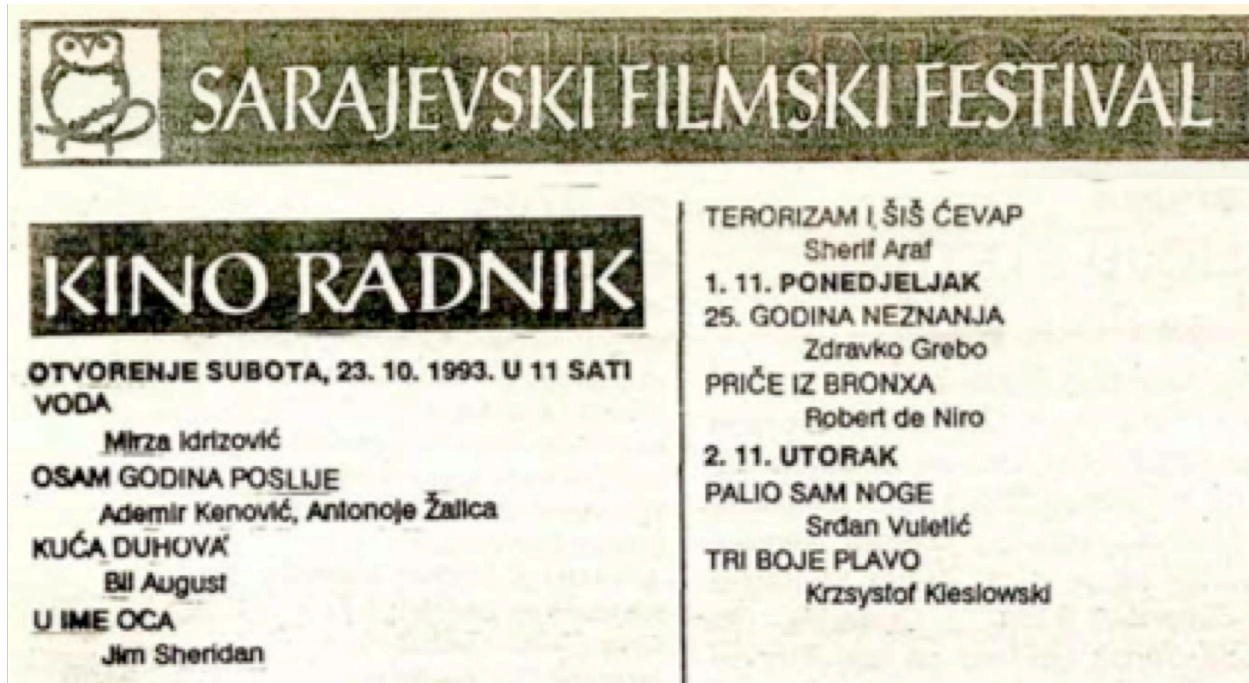 SARAJEVSKI FILMSKI FESTIVAL
KINO RADNIK
OTVORENJE SUBOTA, 23. 10. 1993. U 11 SATI
VODA
Mirza Idrizović
OSAM GODINA POSLIJE
Ademir Kenović, Antonoje Žalica
KUĆA DUHOVA
Bil August
U IME OCA
Jim Sheridan
TERORIZAM I ŠIŠ ĆEVAP
Sherif Araf
1. 11. PONEDJELJAK
25. GODINA NEZNANJA
Zdravko Grebo
PRIČE IZ BRONXA
Robert de Niro
2. 11. UTORAK
PALIO SAM NOGE
Srđan Vuletić
TRI BOJE PLAVO
Krzsystof Kieslowski